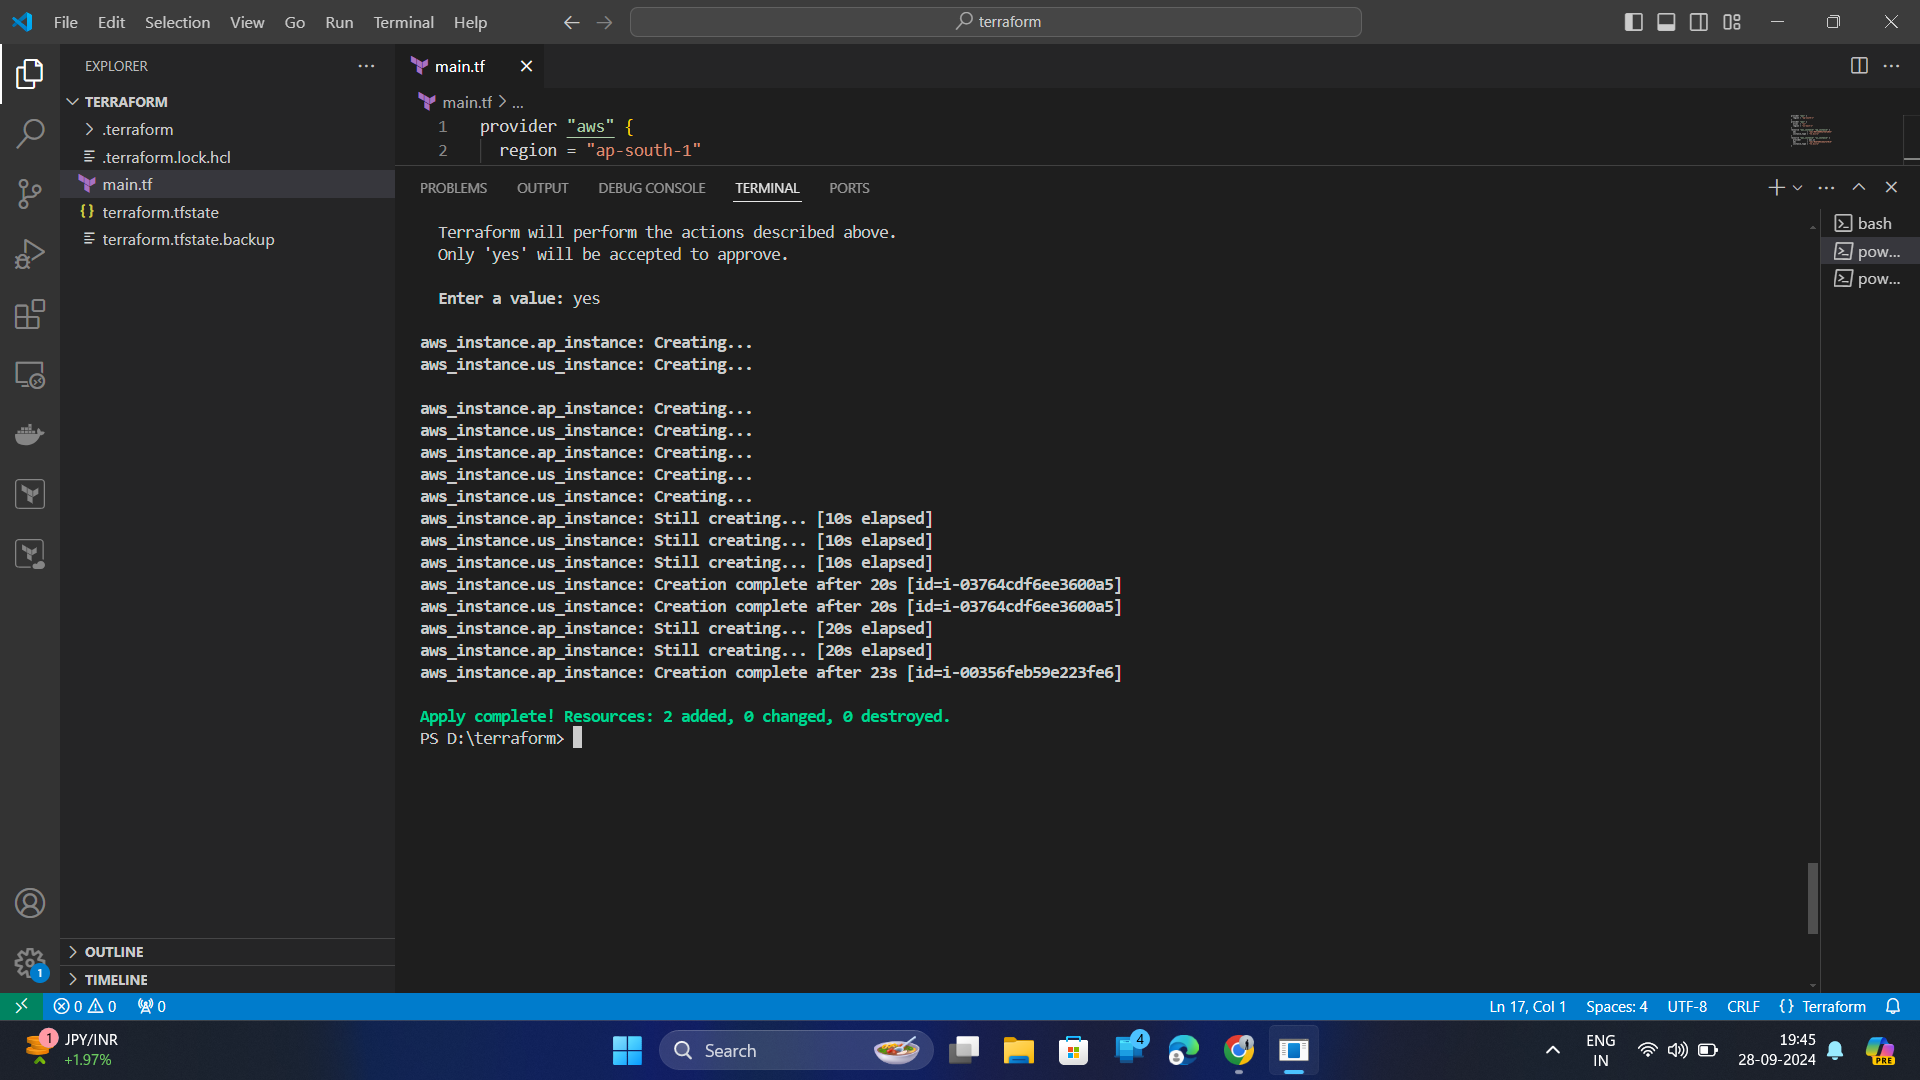 File Edit Selection View Go Run Terminal Help
terraform
EXPLORER
TERRAFORM
.terraform
.terraform.lock.hcl
main.tf
terraform.tfstate
terraform.tfstate.backup
OUTLINE
TIMELINE
main.tf
main.tf > ...
1 provider "aws" {
2 region = "ap-south-1"
PROBLEMS OUTPUT DEBUG CONSOLE TERMINAL PORTS
Terraform will perform the actions described above.
Only 'yes' will be accepted to approve.
Enter a value: yes
aws_instance.ap_instance: Creating...
aws_instance.us_instance: Creating...
aws_instance.ap_instance: Creating...
aws_instance.us_instance: Creating...
aws_instance.ap_instance: Creating...
aws_instance.us_instance: Creating...
aws_instance.us_instance: Creating...
aws_instance.ap_instance: Still creating... [10s elapsed]
aws_instance.us_instance: Still creating... [10s elapsed]
aws_instance.us_instance: Still creating... [10s elapsed]
aws_instance.us_instance: Creation complete after 20s [id=i-03764cdf6ee3600a5]
aws_instance.us_instance: Creation complete after 20s [id=i-03764cdf6ee3600a5]
aws_instance.ap_instance: Still creating... [20s elapsed]
aws_instance.ap_instance: Still creating... [20s elapsed]
aws_instance.ap_instance: Creation complete after 23s [id=i-00356feb59e223fe6]
Apply complete! Resources: 2 added, 0 changed, 0 destroyed.
PS D:\terraform>
bash
pow...
pow...
1
0 0 0
Ln 17, Col 1 Spaces: 4 UTF-8 CRLF {} Terraform
1 JPY/INR
+1.97%
Search
4
ENG
IN
19:45
28-09-2024
PRE